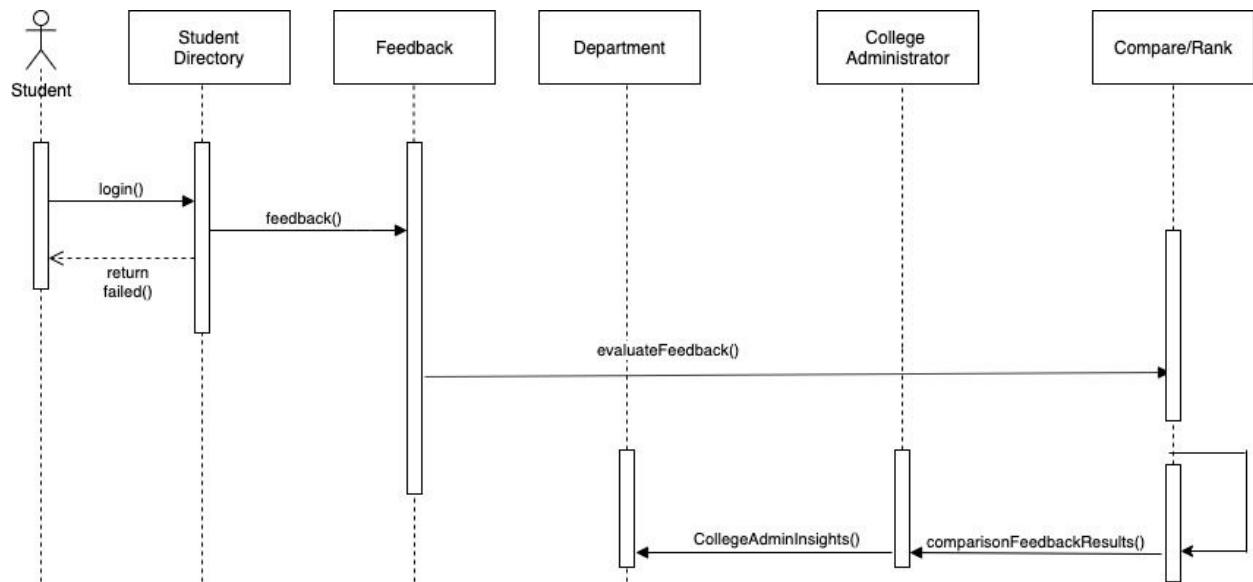 Student
Directory
Feedback
Department
College
Administrator
Compare/Rank
Student
login()
feedback()
return
failed()
evaluateFeedback()
CollegeAdminInsights()
comparisonFeedbackResults()